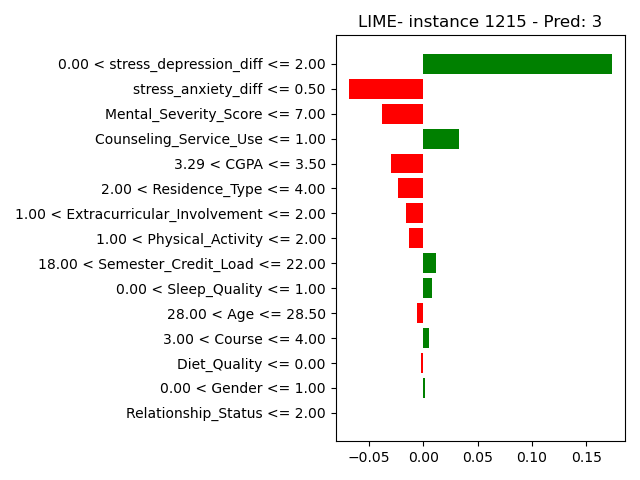 LIME- instance 1215 - Pred: 3
0.00 < stress_depression_diff <= 2.00
stress_anxiety_diff <= 0.50
Mental_Severity_Score <= 7.00
Counseling_Service_Use <= 1.00
3.29 < CGPA <= 3.50
2.00 < Residence_Type <= 4.00
1.00 < Extracurricular_Involvement <= 2.00
1.00 < Physical_Activity <= 2.00
18.00 < Semester_Credit_Load <= 22.00
0.00 < Sleep_Quality <= 1.00
28.00 < Age <= 28.50
3.00 < Course <= 4.00
Diet_Quality <= 0.00
0.00 < Gender <= 1.00
Relationship_Status <= 2.00
−0.05 0.00 0.05 0.10 0.15